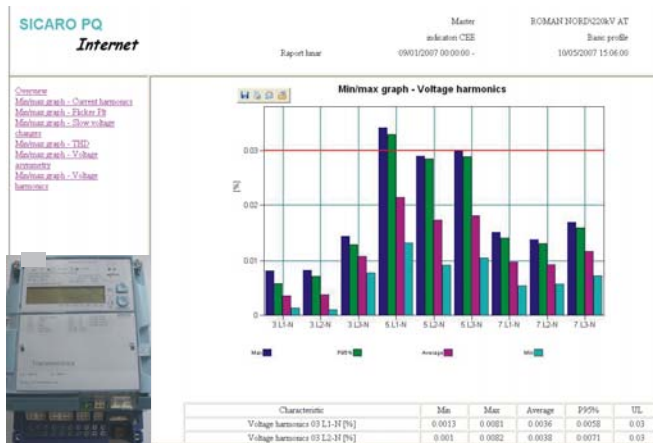 SICARO PQ
Internet
Master
ROMAN NORD\220kV AT
indicatori CEE
Basic profile
Raport lunar
09/01/2007 00:00:00 -
10/05/2007 15:06:00
Overview
Min/max graph - Current harmonics
Min/max graph - Flicker Plt
Min/max graph - Slow voltage
changes
Min/max graph - THD
Min/max graph - Voltage
asymmetry
Min/max graph - Voltage
harmonics
Min/max graph - Voltage harmonics
[%]
0.03
0.02
0.01
0
3 L1-N 3 L2-N 3 L3-N 5 L1-N 5 L2-N 5 L3-N 7 L1-N 7 L2-N 7 L3-N
Max P95% Average Min
Characteristic Min Max Average P95% UL
Voltage harmonics 03 L1-N [%] 0.0013 0.0081 0.0036 0.0058 0.03
Voltage harmonics 03 L2-N [%] 0.001 0.0082 0.0038 0.0071 0.03